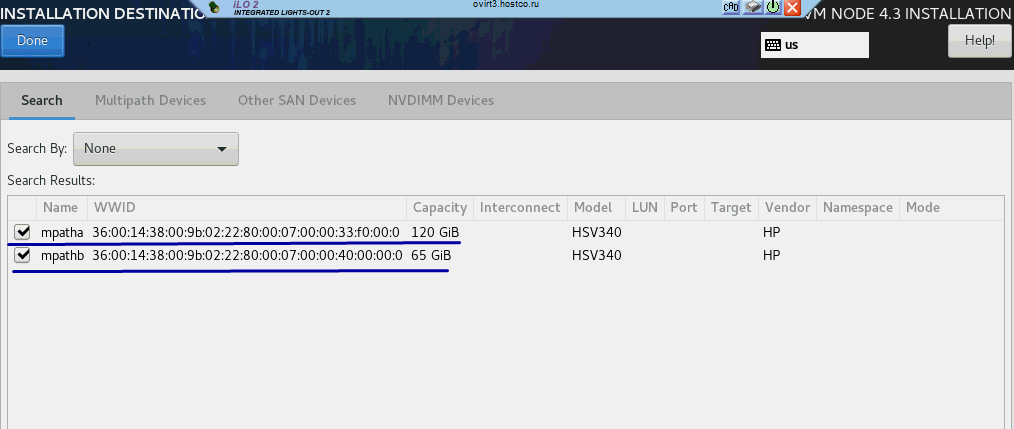 iLO 2
INTEGRATED LIGHTS-OUT 2
ovirt3.hostco.ru
CAD
INSTALLATION DESTINATIO
VM NODE 4.3 INSTALLATION
Done
us
Help!
Search Multipath Devices Other SAN Devices NVDIMM Devices
Search By: None
Search Results:
Name WWID Capacity Interconnect Model LUN Port Target Vendor Namespace Mode
mpatha 36:00:14:38:00:9b:02:22:80:00:07:00:00:33:f0:00:0 120 GiB HSV340 HP
mpathb 36:00:14:38:00:9b:02:22:80:00:07:00:00:40:00:00:0 65 GiB HSV340 HP